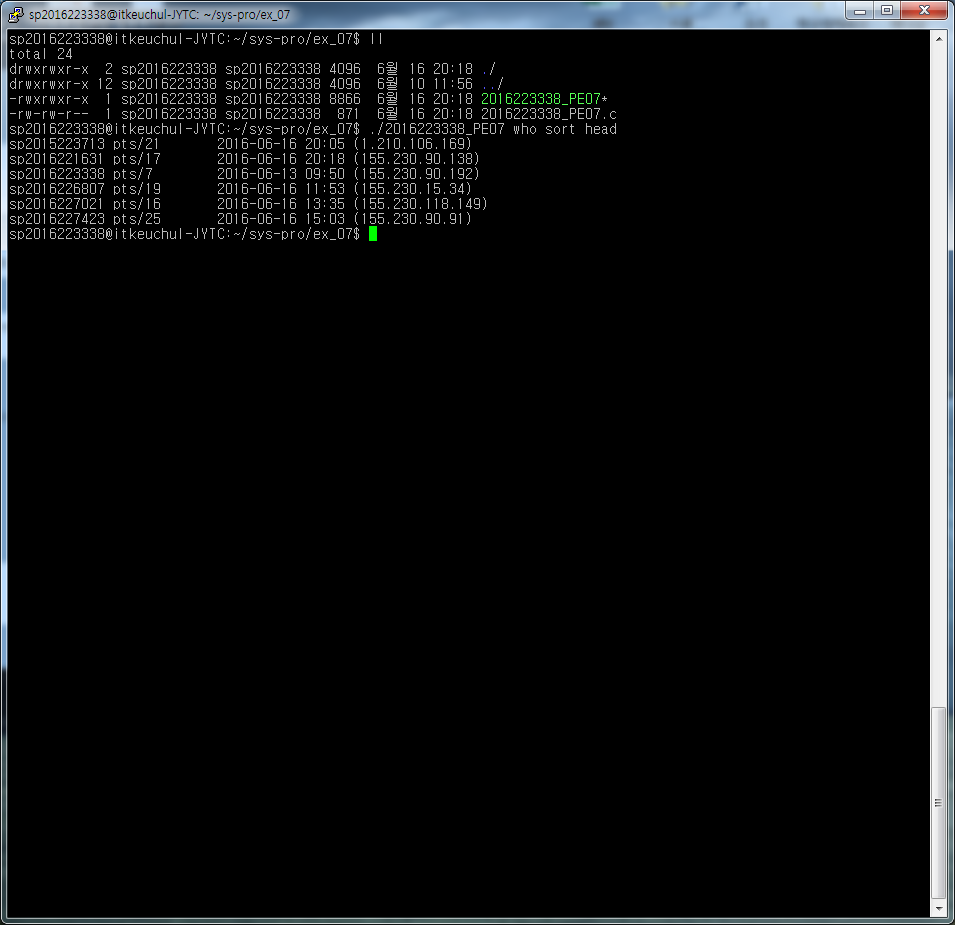 sp2016223338@itkeuchul-JYTC: ~/sys-pro/ex_07
sp2016223338@itkeuchul-JYTC:~/sys-pro/ex_07$ ll
total 24
drwxrwxr-x  2 sp2016223338 sp2016223338 4096  6월 16 20:18 ./
drwxrwxr-x 12 sp2016223338 sp2016223338 4096  6월 10 11:56 ../
-rwxrwxr-x  1 sp2016223338 sp2016223338 8866  6월 16 20:18 2016223338_PE07*
-rw-rw-r--  1 sp2016223338 sp2016223338  871  6월 16 20:18 2016223338_PE07.c
sp2016223338@itkeuchul-JYTC:~/sys-pro/ex_07$ ./2016223338_PE07 who sort head
sp2015223713 pts/21       2016-06-16 20:05 (1.210.106.169)
sp2016221631 pts/17       2016-06-16 20:18 (155.230.90.138)
sp2016223338 pts/7        2016-06-13 09:50 (155.230.90.192)
sp2016226807 pts/19       2016-06-16 11:53 (155.230.15.34)
sp2016227021 pts/16       2016-06-16 13:35 (155.230.118.149)
sp2016227423 pts/25       2016-06-16 15:03 (155.230.90.91)
sp2016223338@itkeuchul-JYTC:~/sys-pro/ex_07$